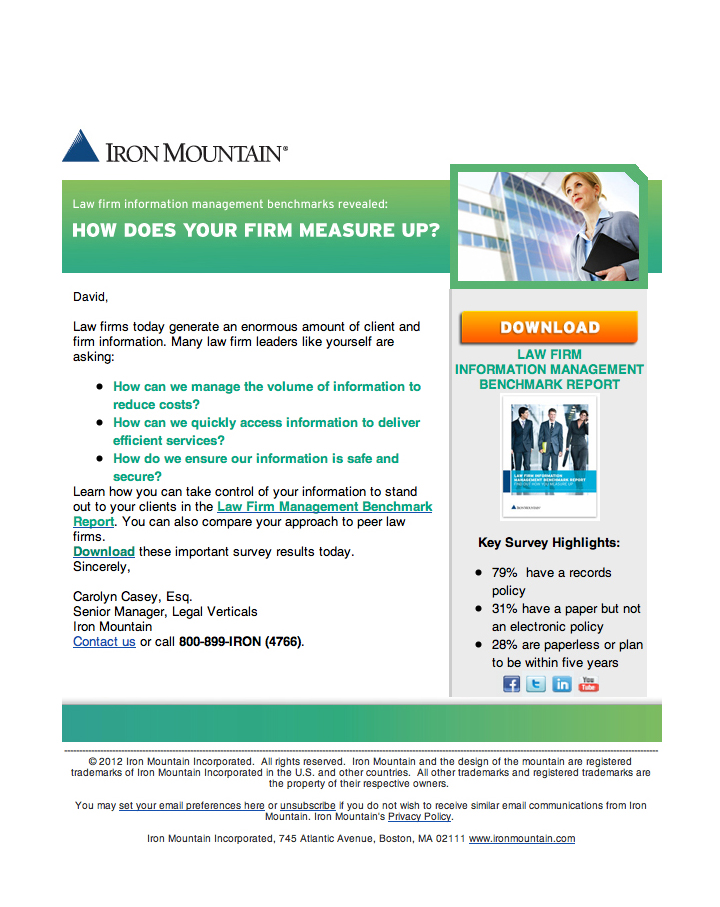 IRON MOUNTAIN®
Law firm information management benchmarks revealed:
HOW DOES YOUR FIRM MEASURE UP?
David,
Law firms today generate an enormous amount of client and
firm information. Many law firm leaders like yourself are
asking:
• How can we manage the volume of information to
reduce costs?
• How can we quickly access information to deliver
efficient services?
• How do we ensure our information is safe and
secure?
Learn how you can take control of your information to stand
out to your clients in the Law Firm Management Benchmark
Report. You can also compare your approach to peer law
firms.
Download these important survey results today.
Sincerely,
Carolyn Casey, Esq.
Senior Manager, Legal Verticals
Iron Mountain
Contact us or call 800-899-IRON (4766).
DOWNLOAD
LAW FIRM
INFORMATION MANAGEMENT
BENCHMARK REPORT
LAW FIRM INFORMATION
MANAGEMENT BENCHMARK REPORT
IRON MOUNTAIN
Key Survey Highlights:
• 79%  have a records
policy
• 31% have a paper but not
an electronic policy
• 28% are paperless or plan
to be within five years
You Tube
© 2012 Iron Mountain Incorporated.  All rights reserved.  Iron Mountain and the design of the mountain are registered
trademarks of Iron Mountain Incorporated in the U.S. and other countries.  All other trademarks and registered trademarks are
the property of their respective owners.
You may set your email preferences here or unsubscribe if you do not wish to receive similar email communications from Iron
Mountain. Iron Mountain's Privacy Policy.
Iron Mountain Incorporated, 745 Atlantic Avenue, Boston, MA 02111 www.ironmountain.com